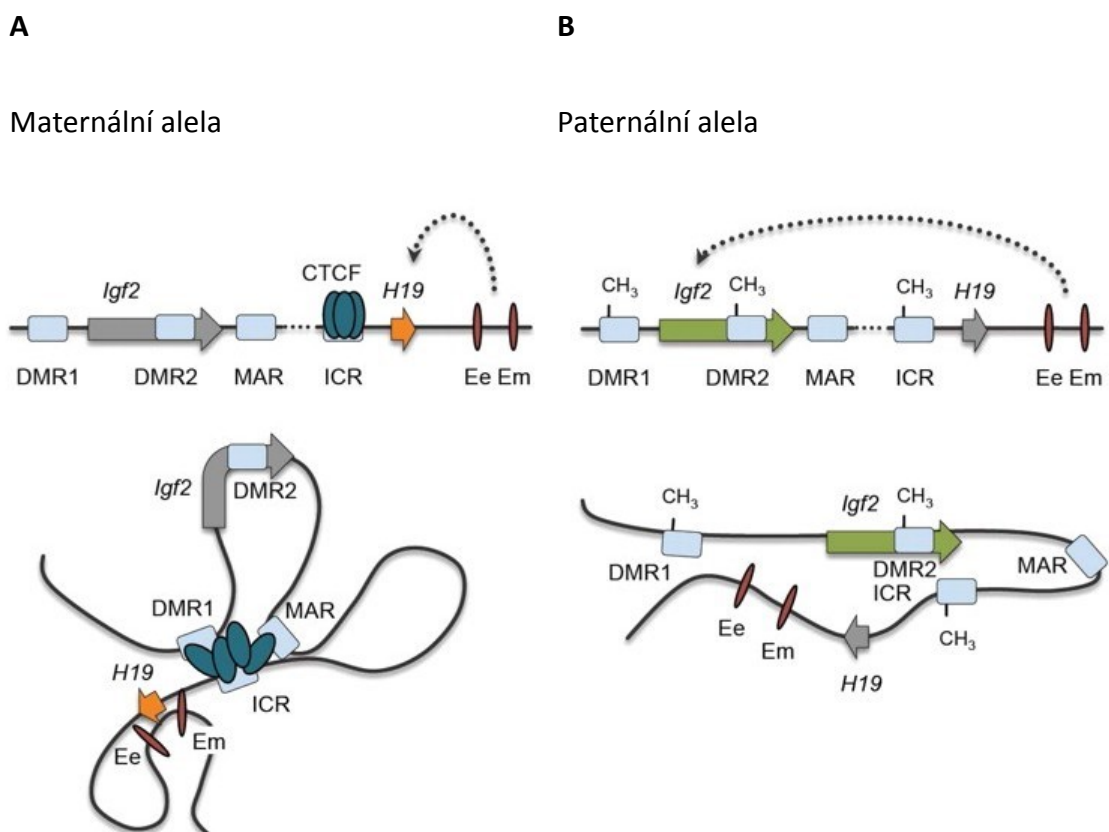 A
B
Maternální alela
Paternální alela
CTCF
Igf2
H19
DMR1
DMR2
MAR
ICR
Ee Em
CH3
Igf2
CH3
CH3
H19
DMR1
DMR2
MAR
ICR
Ee Em
Igf2
DMR2
DMR1
MAR
H19
ICR
Ee
Em
CH3
Igf2
CH3
DMR1
DMR2
MAR
ICR
Ee
Em
CH3
H19